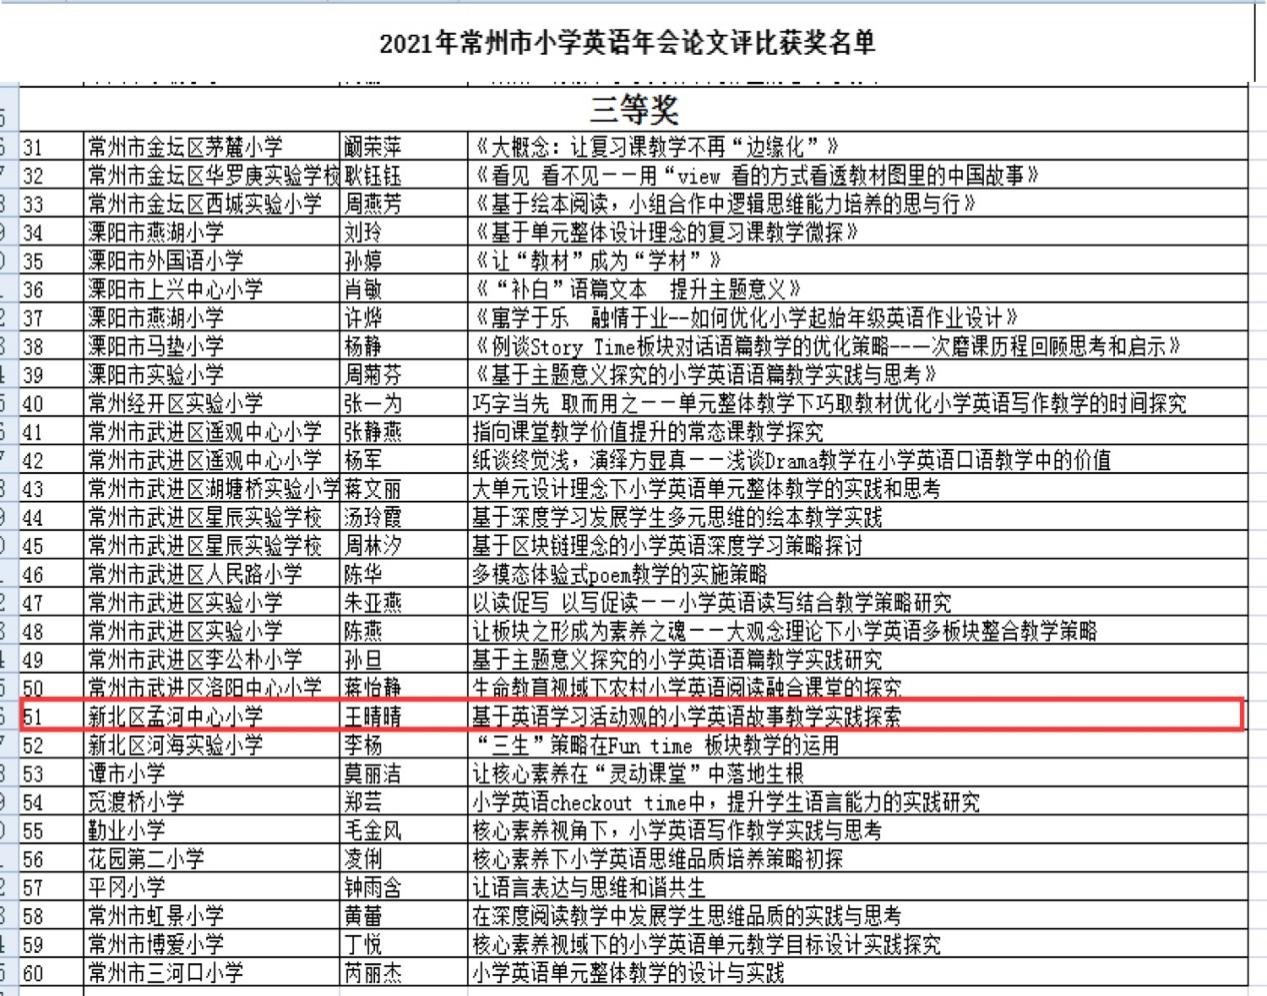 2021年常州市小学英语年会论文评比获奖名单
三等奖
31 常州市金坛区茅麓小学 阚荣萍 《大概念：让复习课教学不再“边缘化”》
32 常州市金坛区华罗庚实验学校 耿钰钰 《看见 看不见——用“view 看的方式看透教材图里的中国故事》
33 常州市金坛区西城实验小学 周燕芳 《基于绘本阅读，小组合作中逻辑思维能力培养的思与行》
34 溧阳市燕湖小学 刘玲 《基于单元整体设计理念的复习课教学微探》
35 溧阳市外国语小学 孙婷 《让“教材”成为“学材”》
36 溧阳市上兴中心小学 肖敏 《“补白”语篇文本 提升主题意义》
37 溧阳市燕湖小学 许烨 《寓学于乐 融情于业--如何优化小学起始年级英语作业设计》
38 溧阳市马垫小学 杨静 《例谈Story Time板块对话语篇教学的优化策略--一次磨课历程回顾思考和启示》
39 溧阳市实验小学 周菊芬 《基于主题意义探究的小学英语语篇教学实践与思考》
40 常州经开区实验小学 张一为 巧字当先 取而用之——单元整体教学下巧取教材优化小学英语写作教学的时间探究
41 常州市武进区遥观中心小学 张静燕 指向课堂教学价值提升的常态课教学探究
42 常州市武进区遥观中心小学 杨军 纸谈终觉浅，演绎方显真——浅谈Drama教学在小学英语口语教学中的价值
43 常州市武进区湖塘桥实验小学 蒋文丽 大单元设计理念下小学英语单元整体教学的实践和思考
44 常州市武进区星辰实验学校 汤玲霞 基于深度学习发展学生多元思维的绘本教学实践
45 常州市武进区星辰实验学校 周林汐 基于区块链理念的小学英语深度学习策略探讨
46 常州市武进区人民路小学 陈华 多模态体验式poem教学的实施策略
47 常州市武进区实验小学 朱亚燕 以读促写 以写促读——小学英语读写结合教学策略研究
48 常州市武进区实验小学 陈燕 让板块之形成为素养之魂——大观念理论下小学英语多板块整合教学策略
49 常州市武进区李公朴小学 孙旦 基于主题意义探究的小学英语语篇教学实践研究
50 常州市武进区洛阳中心小学 蒋怡静 生命教育视域下农村小学英语阅读融合课堂的探究
51 新北区孟河中心小学 王晴晴 基于英语学习活动观的小学英语故事教学实践探索
52 新北区河海实验小学 李杨 “三生”策略在Fun time 板块教学的运用
53 谭市小学 莫丽洁 让核心素养在“灵动课堂”中落地生根
54 觅渡桥小学 郑芸 小学英语checkout time中，提升学生语言能力的实践研究
55 勤业小学 毛金风 核心素养视角下，小学英语写作教学实践与思考
56 花园第二小学 凌俐 核心素养下小学英语思维品质培养策略初探
57 平冈小学 钟雨含 让语言表达与思维和谐共生
58 常州市虹景小学 黄蕾 在深度阅读教学中发展学生思维品质的实践与思考
59 常州市博爱小学 丁悦 核心素养视域下的小学英语单元教学目标设计实践探究
60 常州市三河口小学 芮丽杰 小学英语单元整体教学的设计与实践